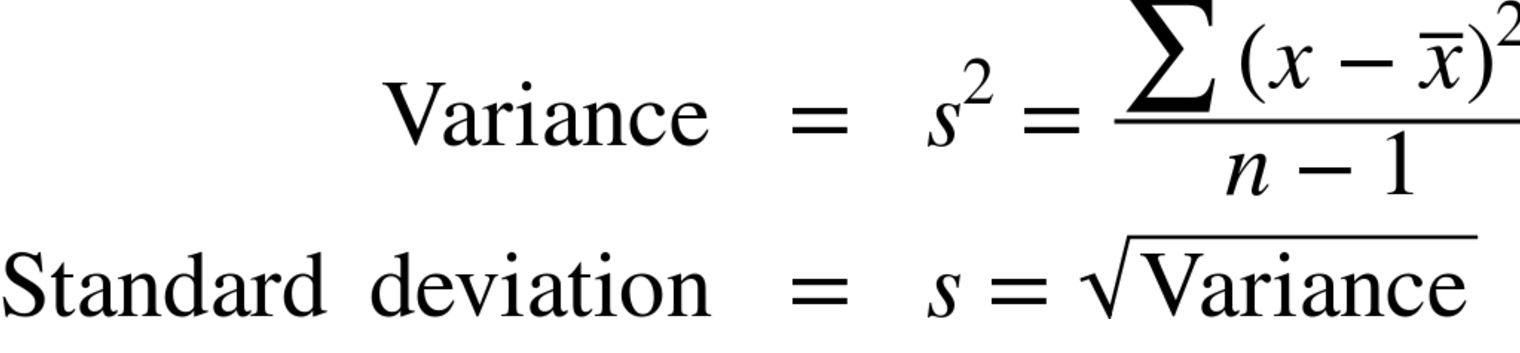 Variance = s² = ∑(x − x̅)² / n − 1
Standard deviation = s = √Variance